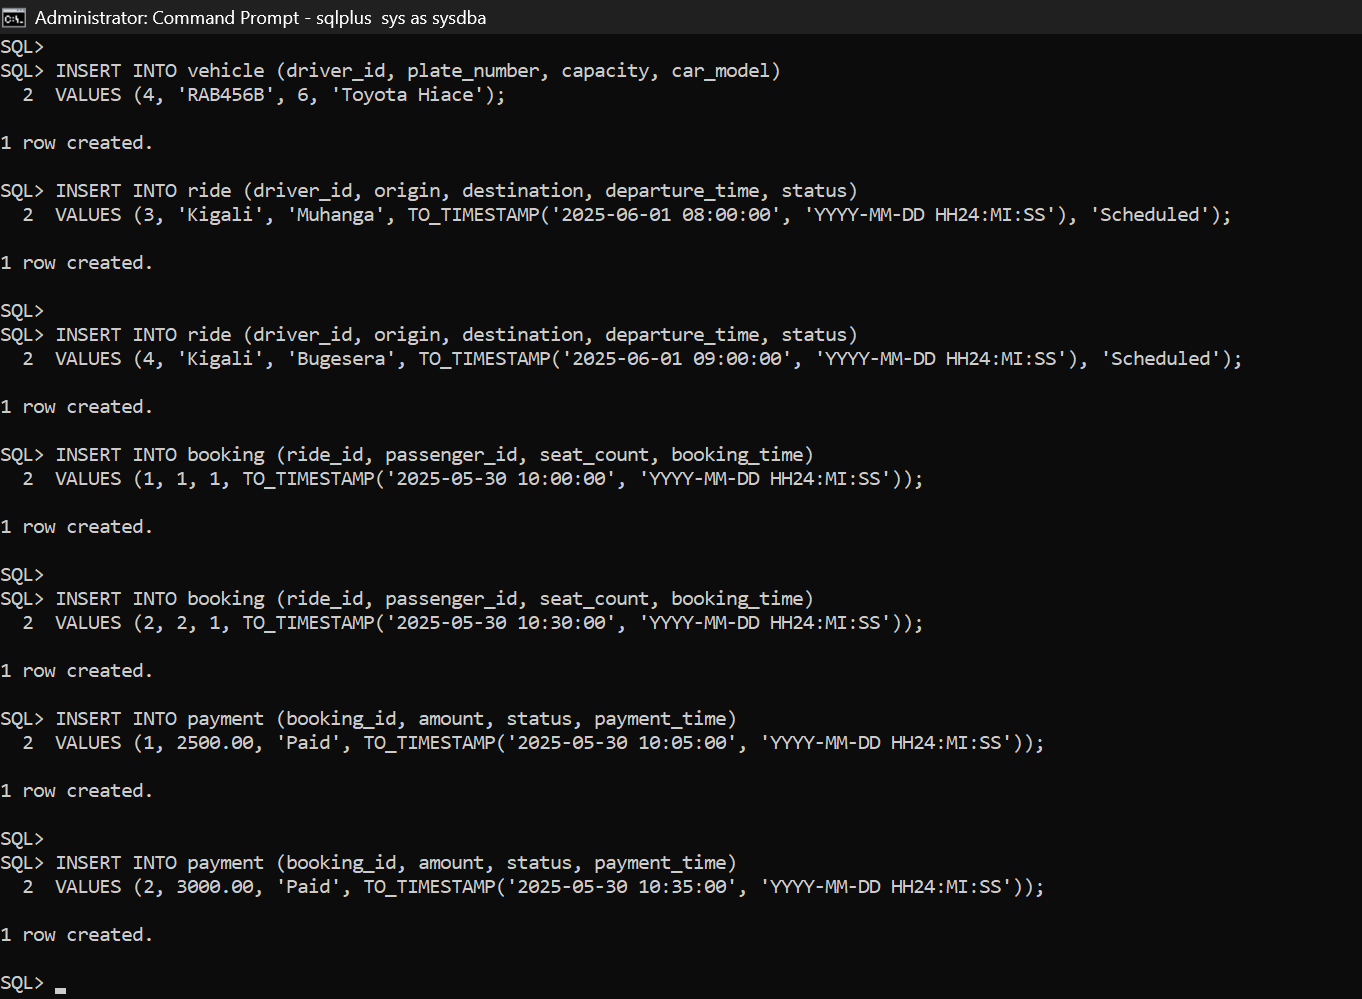 Administrator: Command Prompt - sqlplus  sys as sysdba
SQL>
SQL> INSERT INTO vehicle (driver_id, plate_number, capacity, car_model)
  2  VALUES (4, 'RAB456B', 6, 'Toyota Hiace');
1 row created.
SQL> INSERT INTO ride (driver_id, origin, destination, departure_time, status)
  2  VALUES (3, 'Kigali', 'Muhanga', TO_TIMESTAMP('2025-06-01 08:00:00', 'YYYY-MM-DD HH24:MI:SS'), 'Scheduled');
1 row created.
SQL>
SQL> INSERT INTO ride (driver_id, origin, destination, departure_time, status)
  2  VALUES (4, 'Kigali', 'Bugesera', TO_TIMESTAMP('2025-06-01 09:00:00', 'YYYY-MM-DD HH24:MI:SS'), 'Scheduled');
1 row created.
SQL> INSERT INTO booking (ride_id, passenger_id, seat_count, booking_time)
  2  VALUES (1, 1, 1, TO_TIMESTAMP('2025-05-30 10:00:00', 'YYYY-MM-DD HH24:MI:SS'));
1 row created.
SQL>
SQL> INSERT INTO booking (ride_id, passenger_id, seat_count, booking_time)
  2  VALUES (2, 2, 1, TO_TIMESTAMP('2025-05-30 10:30:00', 'YYYY-MM-DD HH24:MI:SS'));
1 row created.
SQL> INSERT INTO payment (booking_id, amount, status, payment_time)
  2  VALUES (1, 2500.00, 'Paid', TO_TIMESTAMP('2025-05-30 10:05:00', 'YYYY-MM-DD HH24:MI:SS'));
1 row created.
SQL>
SQL> INSERT INTO payment (booking_id, amount, status, payment_time)
  2  VALUES (2, 3000.00, 'Paid', TO_TIMESTAMP('2025-05-30 10:35:00', 'YYYY-MM-DD HH24:MI:SS'));
1 row created.
SQL>